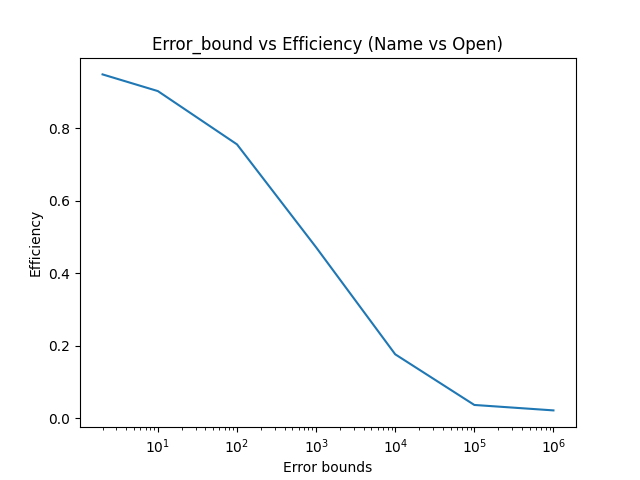 Error_bound vs Efficiency (Name vs Open)
0.8
0.6
0.4
0.2
0.0
Efficiency
10¹ 10² 10³ 10⁴ 10⁵ 10⁶
Error bounds